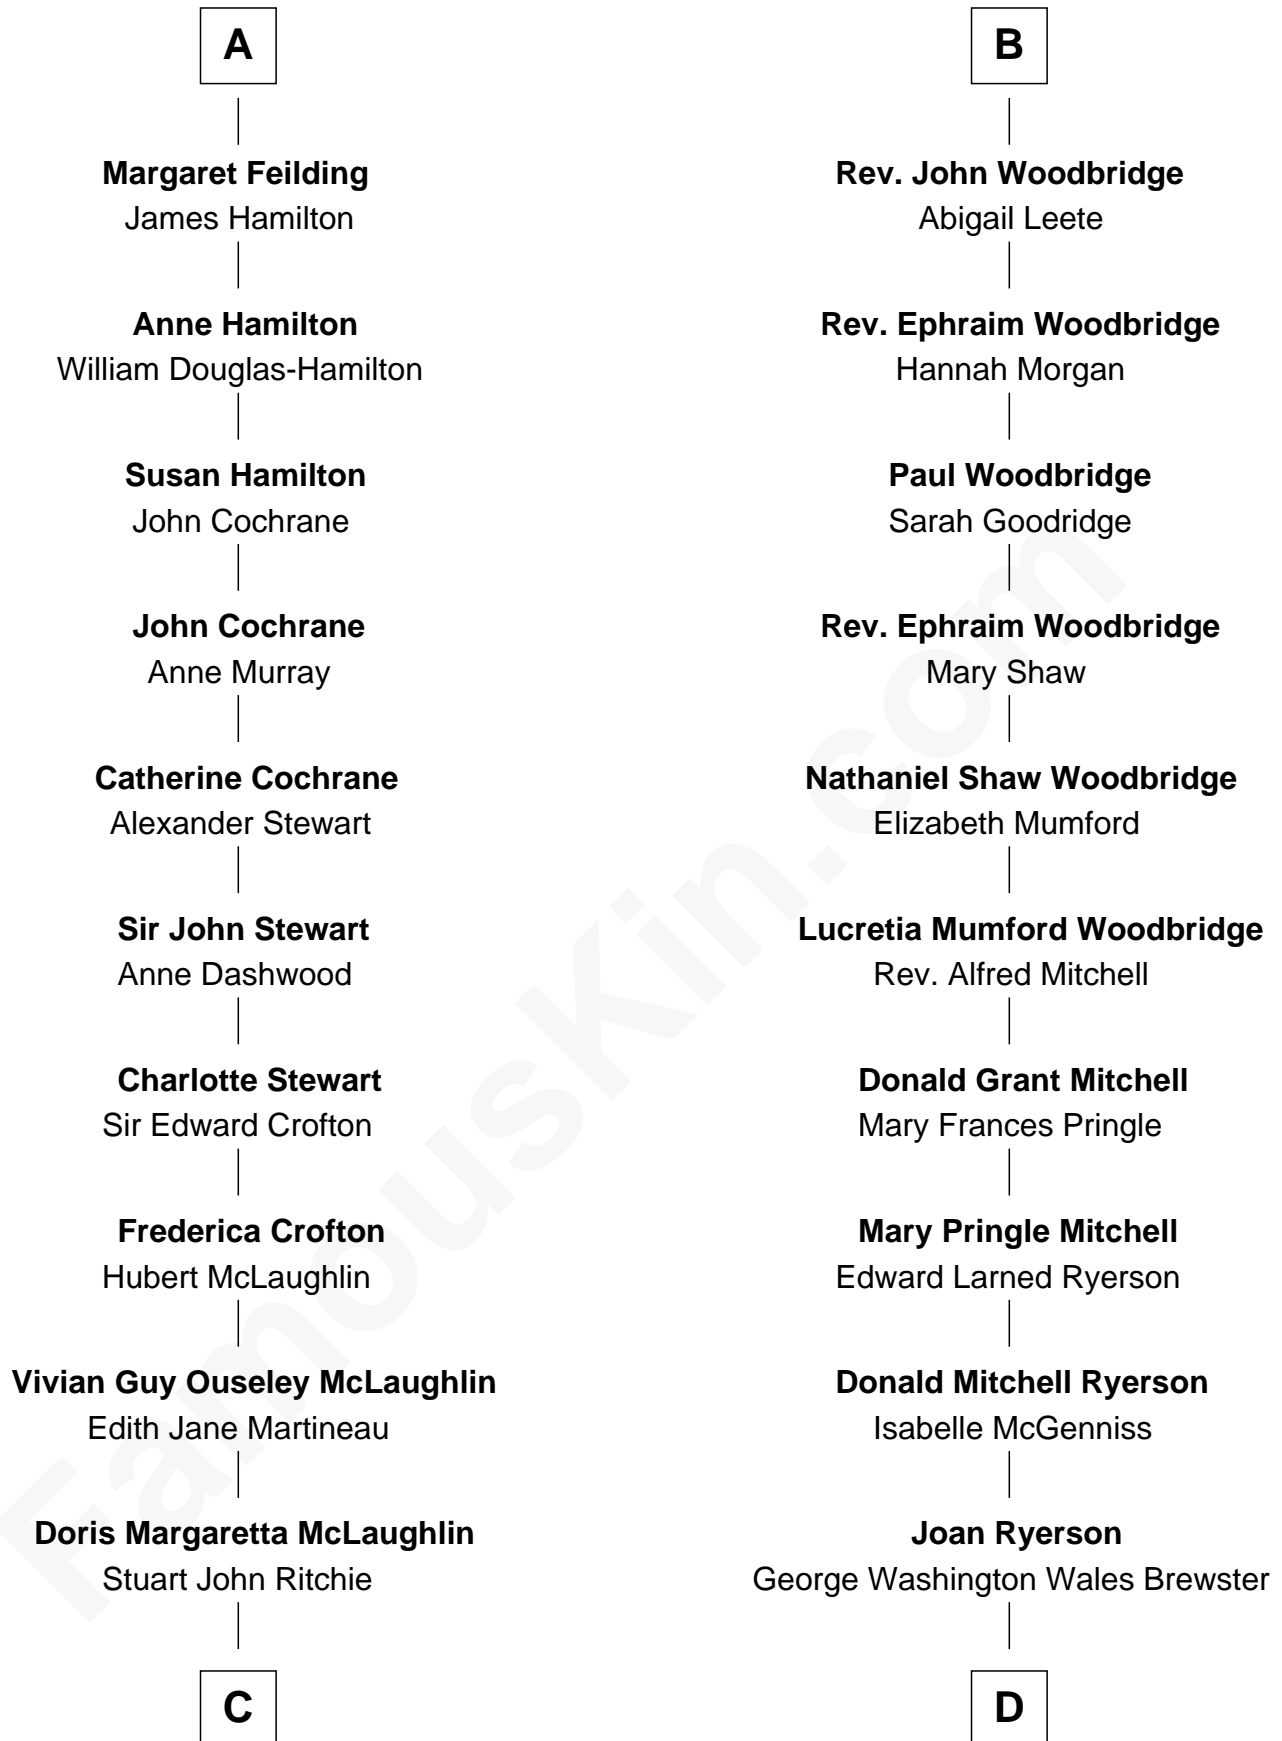 A
Margaret Feilding
James Hamilton
Anne Hamilton
William Douglas-Hamilton
Susan Hamilton
John Cochrane
John Cochrane
Anne Murray
Catherine Cochrane
Alexander Stewart
Sir John Stewart
Anne Dashwood
Charlotte Stewart
Sir Edward Crofton
Frederica Crofton
Hubert McLaughlin
Vivian Guy Ouseley McLaughlin
Edith Jane Martineau
Doris Margaretta McLaughlin
Stuart John Ritchie
C
B
Rev. John Woodbridge
Abigail Leete
Rev. Ephraim Woodbridge
Hannah Morgan
Paul Woodbridge
Sarah Goodridge
Rev. Ephraim Woodbridge
Mary Shaw
Nathaniel Shaw Woodbridge
Elizabeth Mumford
Lucretia Mumford Woodbridge
Rev. Alfred Mitchell
Donald Grant Mitchell
Mary Frances Pringle
Mary Pringle Mitchell
Edward Larned Ryerson
Donald Mitchell Ryerson
Isabelle McGenniss
Joan Ryerson
George Washington Wales Brewster
D
FamousKin.com